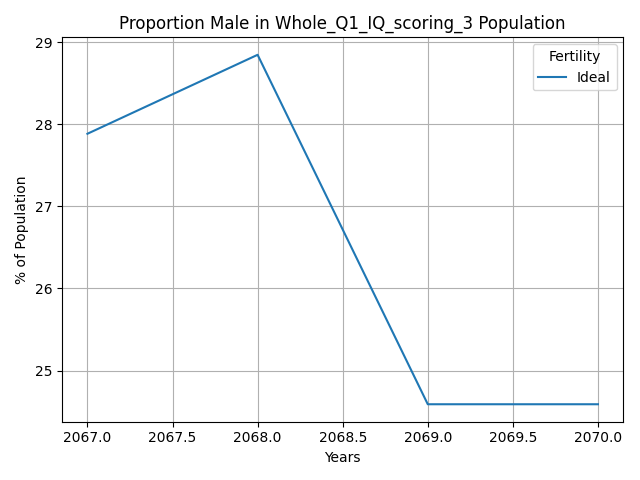 Proportion Male in Whole_Q1_IQ_scoring_3 Population
Fertility
Ideal
29
28
27
26
25
% of Population
2067.0 2067.5 2068.0 2068.5 2069.0 2069.5 2070.0
Years